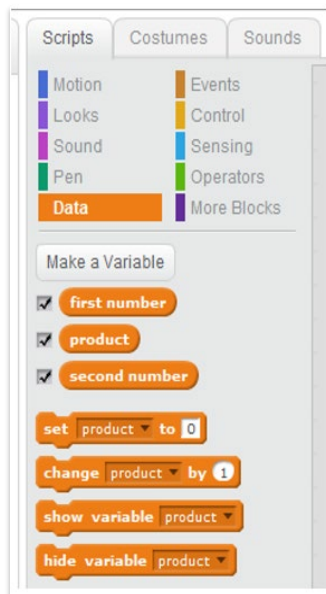 Scripts Costumes Sounds
Motion Events
Looks Control
Sound Sensing
Pen Operators
Data More Blocks
Make a Variable
first number
product
second number
set product to 0
change product by 1
show variable product
hide variable product